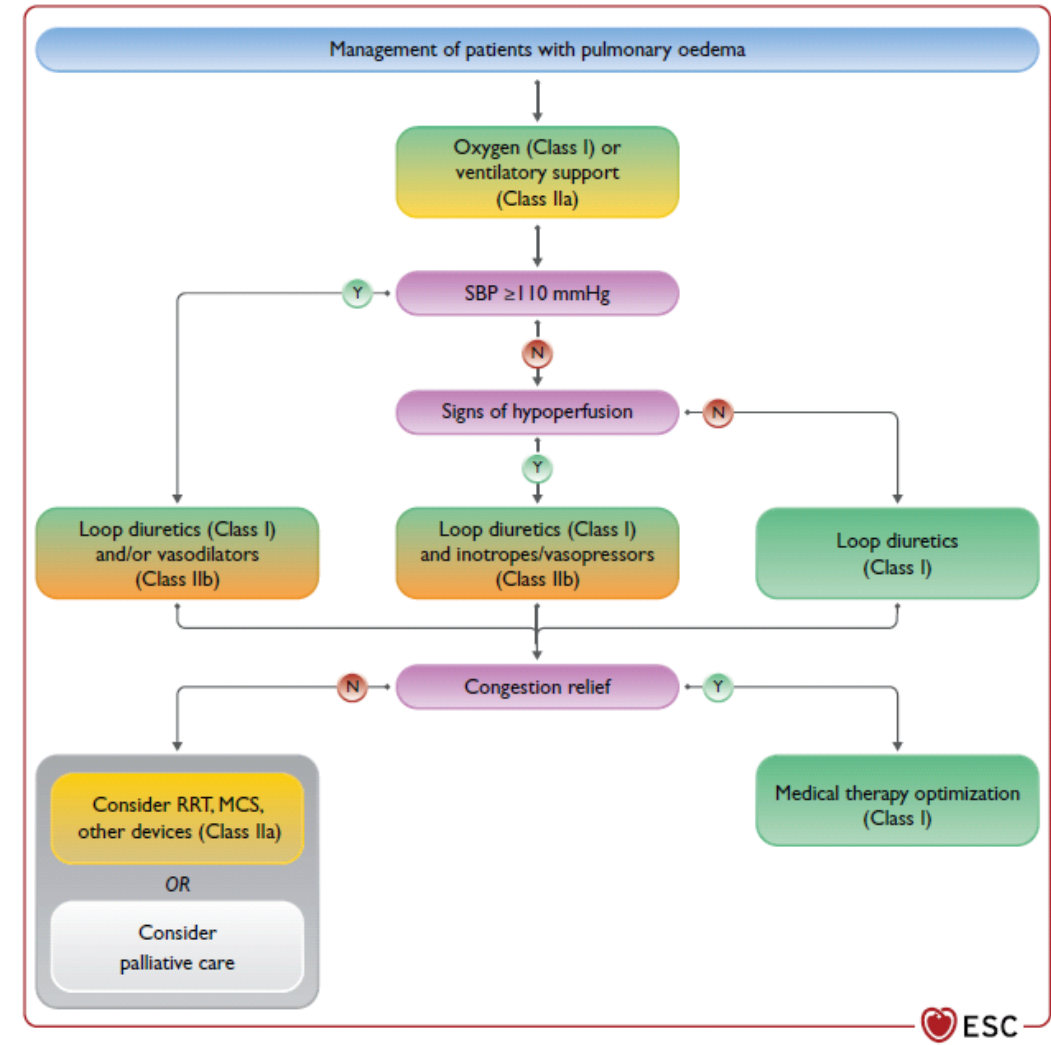 Management of patients with pulmonary oedema
Oxygen (Class I) or
ventilatory support
(Class IIa)
Y
SBP ≥110 mmHg
N
Signs of hypoperfusion
N
Y
Loop diuretics (Class I)
and/or vasodilators
(Class IIb)
Loop diuretics (Class I)
and inotropes/vasopressors
(Class IIb)
Loop diuretics
(Class I)
N
Congestion relief
Y
Consider RRT, MCS,
other devices (Class IIa)
OR
Consider
palliative care
Medical therapy optimization
(Class I)
ESC